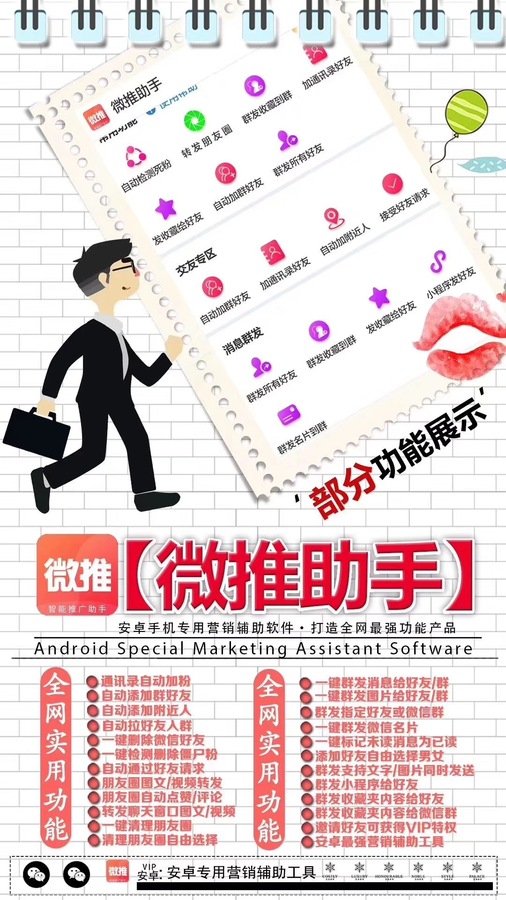 微推
微推助手
自动检测死粉
转发朋友圈
群发收藏到群
加通讯录好友
发收藏给好友
自动加群好友
群发所有好友
交友专区
自动加群好友
加通讯录好友
自动加附近人
接受好友请求
消息群发
群发所有好友
群发收藏到群
发收藏给好友
小程序发好友
群发名片到群
'部分功能展示'
微推
智能推广助手
【微推助手】
安卓手机专用营销辅助软件·打造全网最强功能产品
Android Special Marketing Assistant Software
全网实用功能
通讯录自动加粉
自动添加群好友
自动添加附近人
自动拉好友入群
一键删除微信好友
一键检测删除僵尸粉
自动通过好友请求
朋友圈图文/视频转发
朋友圈自动点赞/评论
转发聊天窗口图文/视频
一键清理朋友圈
清理朋友圈自由选择
全网实用功能
一键群发消息给好友/群
一键群发图片给好友/群
群发指定好友或微信群
一键群发微信名片
一键标记未读消息为已读
添加好友自由选择男女
群发支持文字/图片同时发送
群发小程序给好友
群发收藏夹内容给好友
群发收藏夹内容给微信群
邀请好友可获得VIP特权
安卓最强营销辅助工具
微推
VIP
安卓:安卓专用营销辅助工具